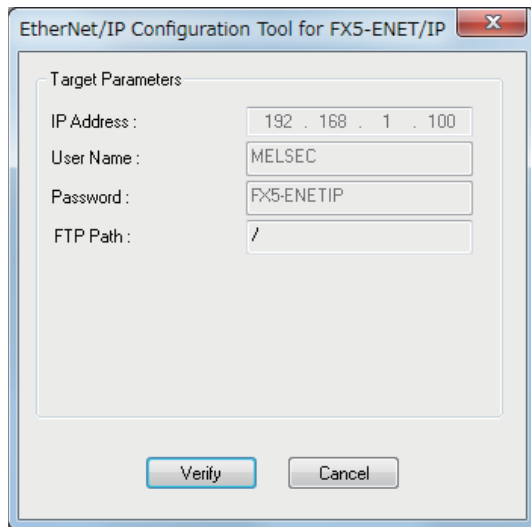 EtherNet/IP Configuration Tool for FX5-ENET/IP
Target Parameters
IP Address : 192 . 168 . 1 . 100
User Name : MELSEC
Password : FX5-ENETIP
FTP Path : /
Verify Cancel